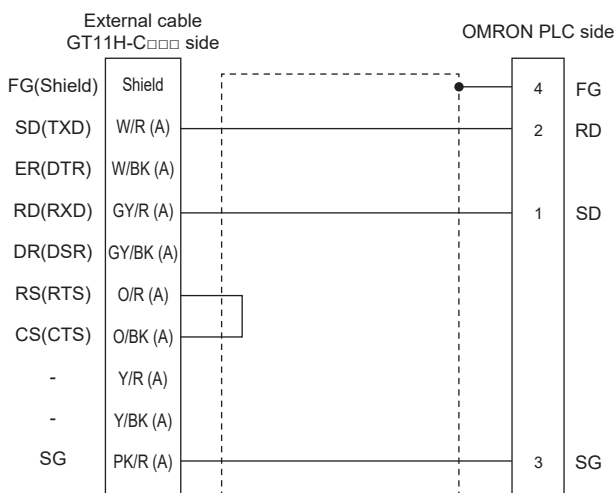 External cable
GT11H-C□□□ side
OMRON PLC side
FG(Shield) Shield 4 FG
SD(TXD) W/R (A) 2 RD
ER(DTR) W/BK (A)
RD(RXD) GY/R (A) 1 SD
DR(DSR) GY/BK (A)
RS(RTS) O/R (A)
CS(CTS) O/BK (A)
- Y/R (A)
- Y/BK (A)
SG PK/R (A) 3 SG